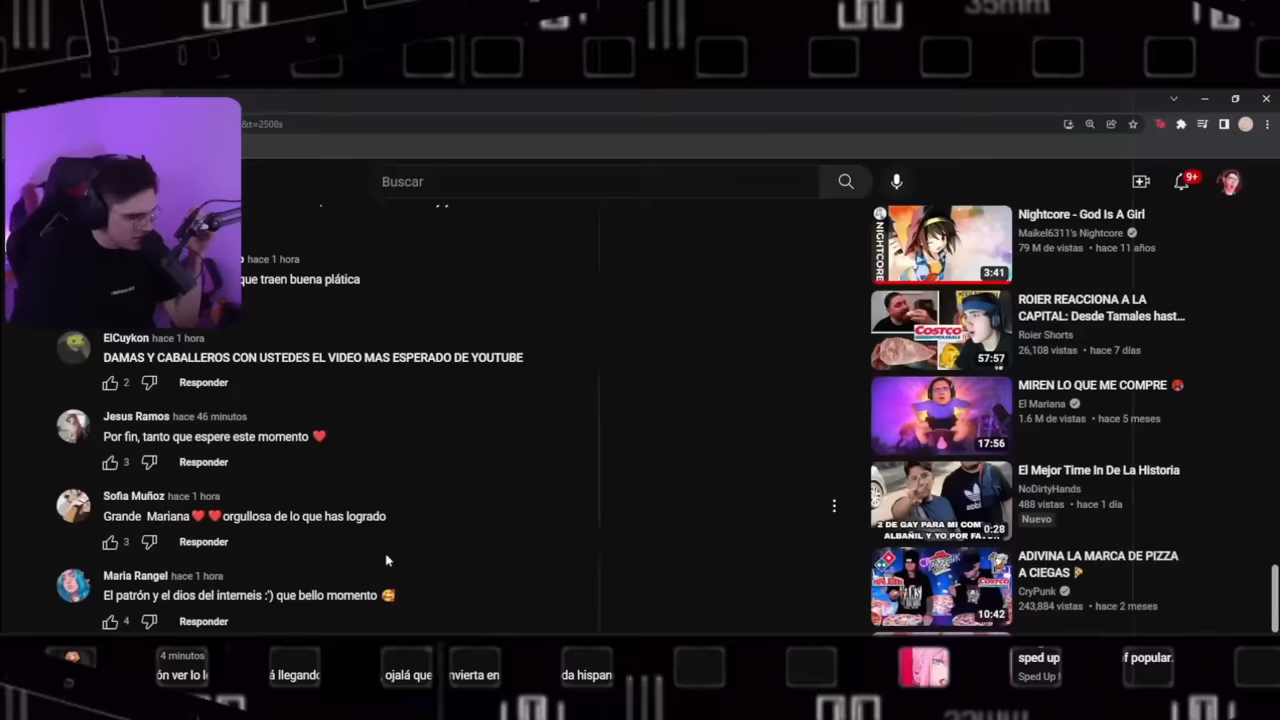 35mm
&t=2508s
Buscar
9+
hace 1 hora
que traen buena plática
ElCuykon hace 1 hora
DAMAS Y CABALLEROS CON USTEDES EL VIDEO MAS ESPERADO DE YOUTUBE
2 Responder
Jesus Ramos hace 46 minutos
Por fin, tanto que espere este momento ❤️
3 Responder
Sofia Muñoz hace 1 hora
Grande Mariana❤️ ❤️orgullosa de lo que has logrado
3 Responder
Maria Rangel hace 1 hora
El patrón y el dios del interneis :') que bello momento 🥰
4 Responder
NIGHTCORE
3:41
Nightcore - God Is A Girl
Maikel6311's Nightcore
79 M de vistas • hace 11 años
COSTCO
WHOLESALE
57:57
ROIER REACCIONA A LA
CAPITAL: Desde Tamales hast...
Roier Shorts
26,108 vistas • hace 7 días
17:56
MIREN LO QUE ME COMPRE 👹
El Mariana
1.6 M de vistas • hace 5 meses
adidas
2 DE GAY PARA MI COM
ALBAÑIL Y YO POR FA
0:28
El Mejor Time In De La Historia
NoDirtyHands
488 vistas • hace 1 día
Nuevo
10:42
ADIVINA LA MARCA DE PIZZA
A CIEGAS 🍕
CryPunk
243,884 vistas • hace 2 meses
4 minutos
ón ver lo l
á llegando
, ojalá que
nvierta en
da hispan
sped up
Sped Up
f popular.